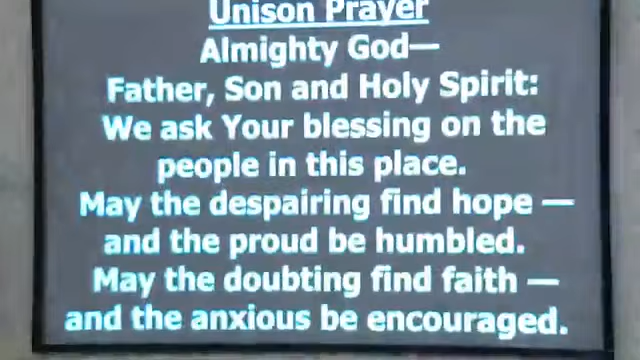 Unison Prayer
Almighty God—
Father, Son and Holy Spirit:
We ask Your blessing on the
people in this place.
May the despairing find hope —
and the proud be humbled.
May the doubting find faith —
and the anxious be encouraged.